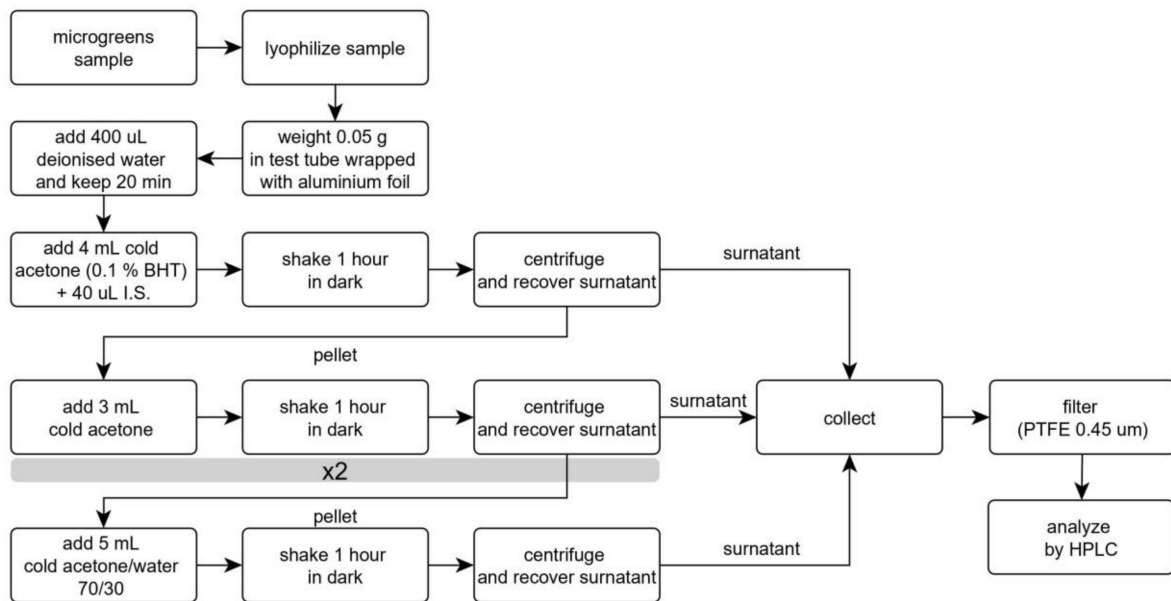 microgreens
sample
lyophilize sample
add 400 uL
deionised water
and keep 20 min
weight 0.05 g
in test tube wrapped
with aluminium foil
add 4 mL cold
acetone (0.1 % BHT)
+ 40 uL I.S.
shake 1 hour
in dark
centrifuge
and recover surnatant
surnatant
pellet
add 3 mL
cold acetone
shake 1 hour
in dark
centrifuge
and recover surnatant
surnatant
collect
filter
(PTFE 0.45 um)
x2
pellet
add 5 mL
cold acetone/water
70/30
shake 1 hour
in dark
centrifuge
and recover surnatant
surnatant
analyze
by HPLC